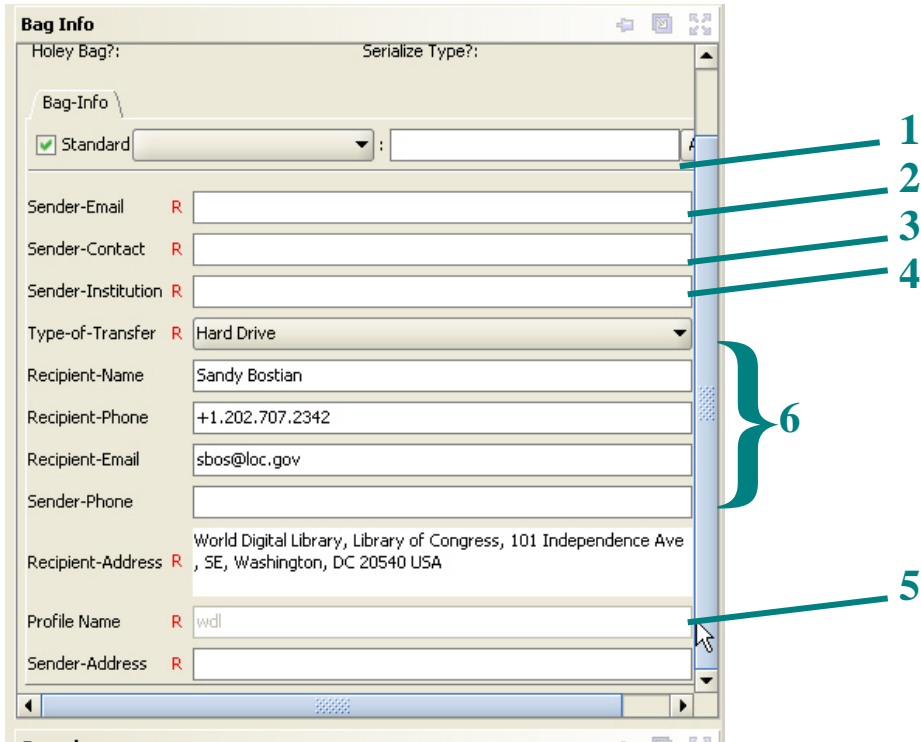 Bag Info
Holey Bag?: Serialize Type?:
Bag-Info
Standard :
1
Sender-Email R
2
Sender-Contact R
3
Sender-Institution R
4
Type-of-Transfer R Hard Drive
Recipient-Name Sandy Bostian
Recipient-Phone +1.202.707.2342
6
Recipient-Email sbos@loc.gov
Sender-Phone
World Digital Library, Library of Congress, 101 Independence Ave
Recipient-Address R , SE, Washington, DC 20540 USA
5
Profile Name R wdl
Sender-Address R